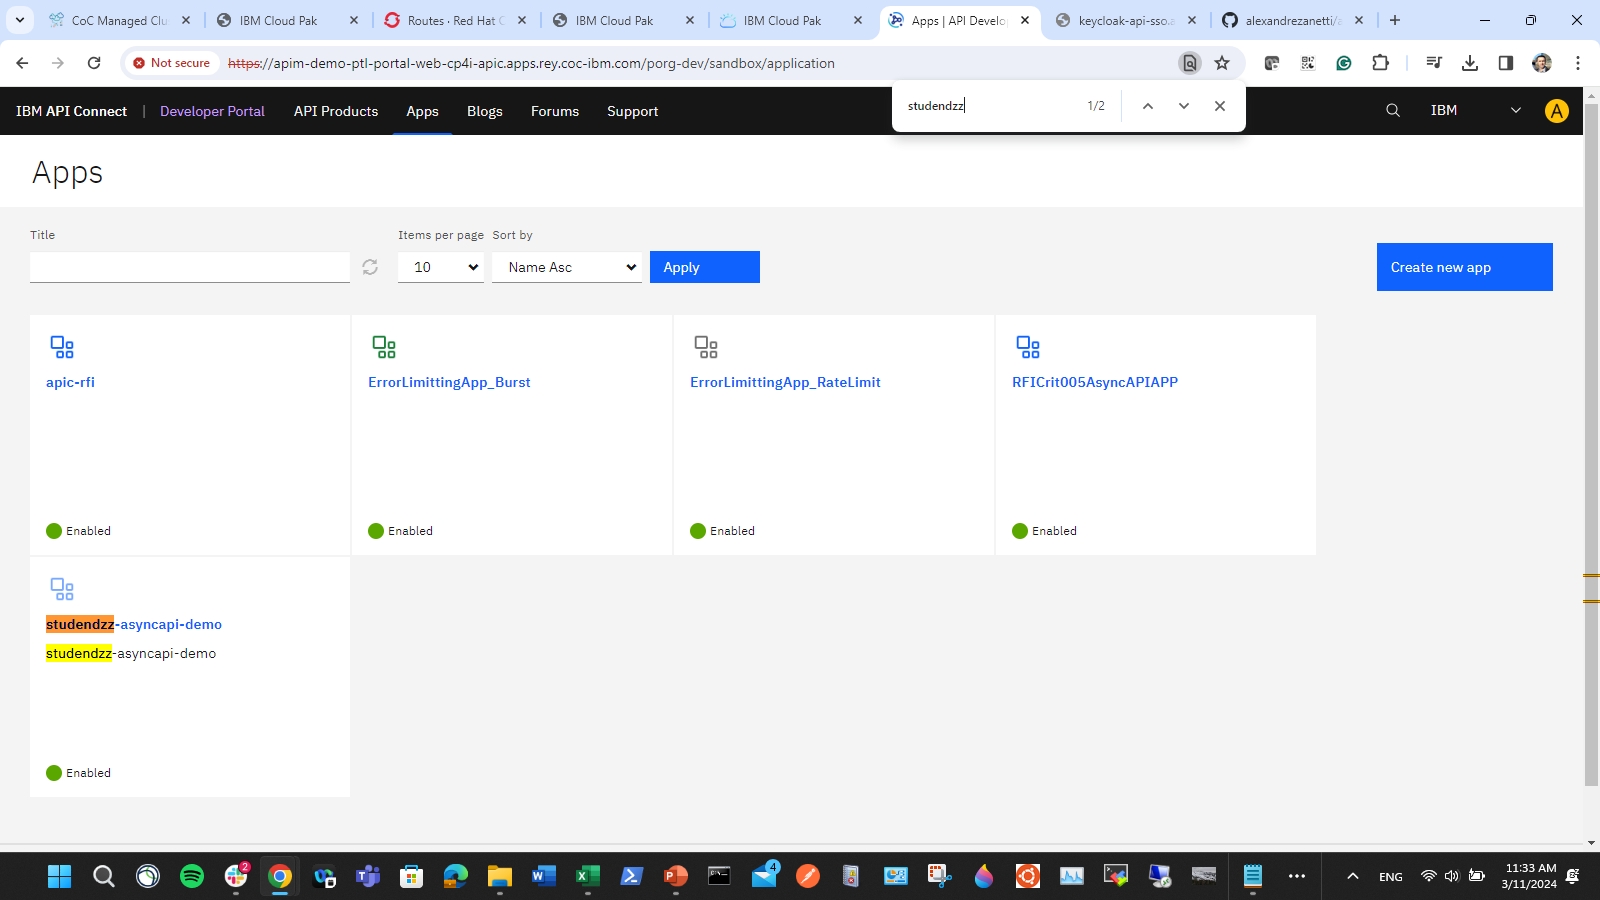 CoC Managed Clu
IBM Cloud Pak
Routes · Red Hat C
IBM Cloud Pak
IBM Cloud Pak
Apps | API Develo
keycloak-api-sso.a
alexandrezanetti/a
Not secure
https://apim-demo-ptl-portal-web-cp4i-apic.apps.rey.coc-ibm.com/porg-dev/sandbox/application
studendzz 1/2
IBM API Connect | Developer Portal API Products Apps Blogs Forums Support IBM A
Apps
Title Items per page Sort by
10 Name Asc Apply Create new app
apic-rfi
ErrorLimittingApp_Burst
ErrorLimittingApp_RateLimit
RFICrit005AsyncAPIAPP
Enabled
Enabled
Enabled
Enabled
studendzz-asyncapi-demo
studendzz-asyncapi-demo
Enabled
2
4
ENG
11:33 AM
3/11/2024